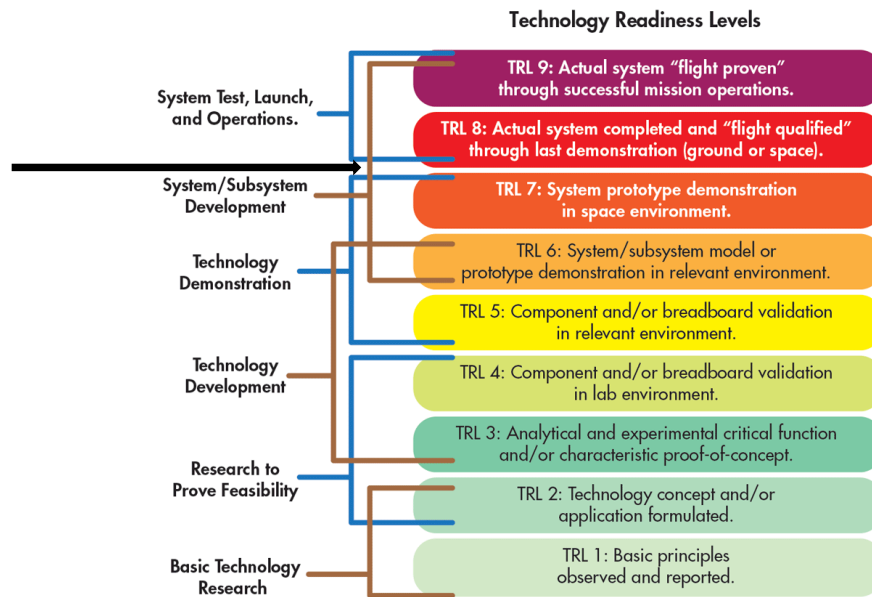 Technology Readiness Levels
System Test, Launch,
and Operations.
System/Subsystem
Development
Technology
Demonstration
Technology
Development
Research to
Prove Feasibility
Basic Technology
Research
TRL 9: Actual system “flight proven”
through successful mission operations.
TRL 8: Actual system completed and “flight qualified”
through last demonstration (ground or space).
TRL 7: System prototype demonstration
in space environment.
TRL 6: System/subsystem model or
prototype demonstration in relevant environment.
TRL 5: Component and/or breadboard validation
in relevant environment.
TRL 4: Component and/or breadboard validation
in lab environment.
TRL 3: Analytical and experimental critical function
and/or characteristic proof-of-concept.
TRL 2: Technology concept and/or
application formulated.
TRL 1: Basic principles
observed and reported.